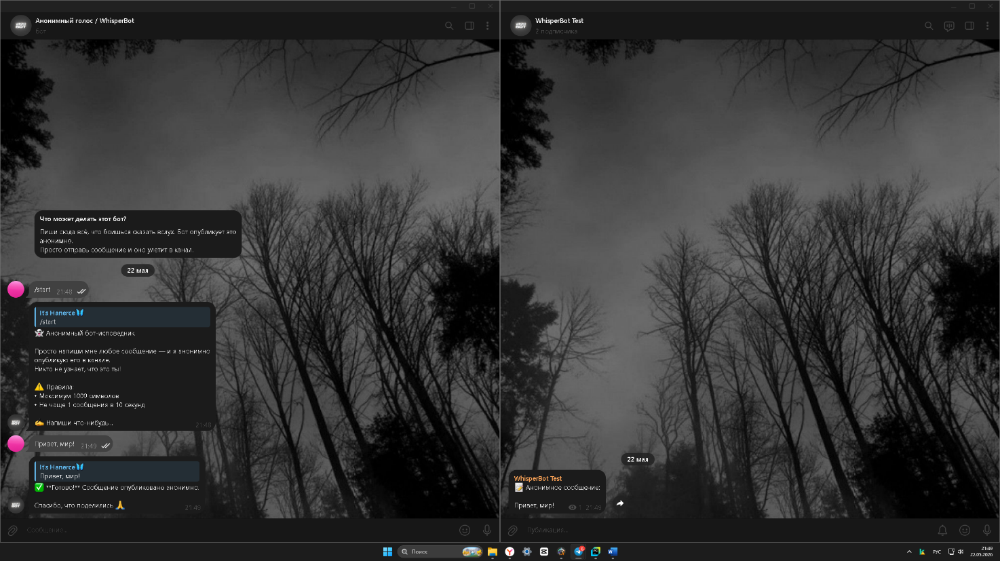 Анонимный голос / WhisperBot
бот
Что может делать этот бот?
Пиши сюда всё, что боишься сказать вслух. Бот опубликует это
анонимно.
Просто отправь сообщение и оно улетит в канал.
22 мая
/start 21:48
It's Hanerce
/start
Анонимный бот-исповедник
Просто напиши мне любое сообщение — и я анонимно
опубликую его в канале.
Никто не узнает, что это ты!
Правила:
• Максимум 1000 символов
• Не чаще 1 сообщения в 10 секунд
Напиши что-нибудь...
21:48
Привет, мир! 21:49
It's Hanerce
Привет, мир!
**Готово!** Сообщение опубликовано анонимно.
Спасибо, что поделились
21:49
Сообщение...
WhisperBot Test
2 подписчика
22 мая
WhisperBot Test
Анонимное сообщение:
Привет, мир! 1 21:49
Публикация...
Поиск
6
РУС
21:49
22.05.2026